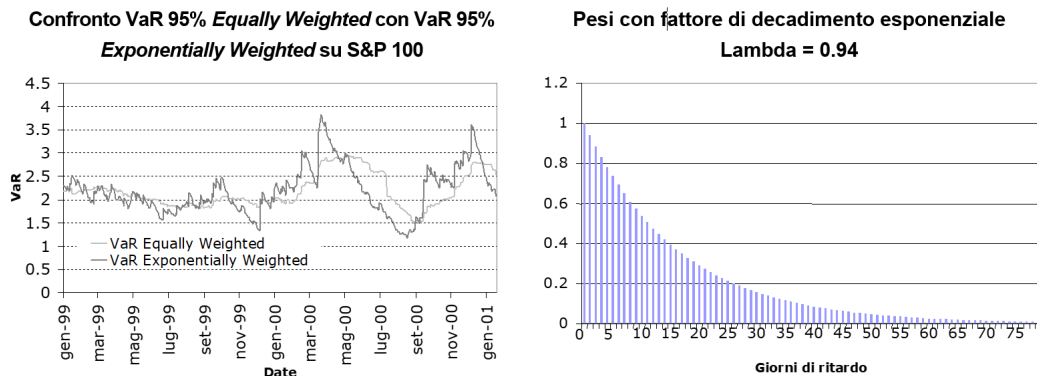 Confronto VaR 95% Equally Weighted con VaR 95%
Exponentially Weighted su S&P 100
4.5
4
3.5
3
2.5
2
1.5
1
0.5
0
VaR
VaR Equally Weighted
VaR Exponentially Weighted
gen-99
mar-99
mag-99
lug-99
set-99
nov-99
gen-00
mar-00
mag-00
lug-00
set-00
nov-00
gen-01
Date
Pesi con fattore di decadimento esponenziale
Lambda = 0.94
1.2
1
0.8
0.6
0.4
0.2
0
0 5 10 15 20 25 30 35 40 45 50 55 60 65 70 75
Giorni di ritardo